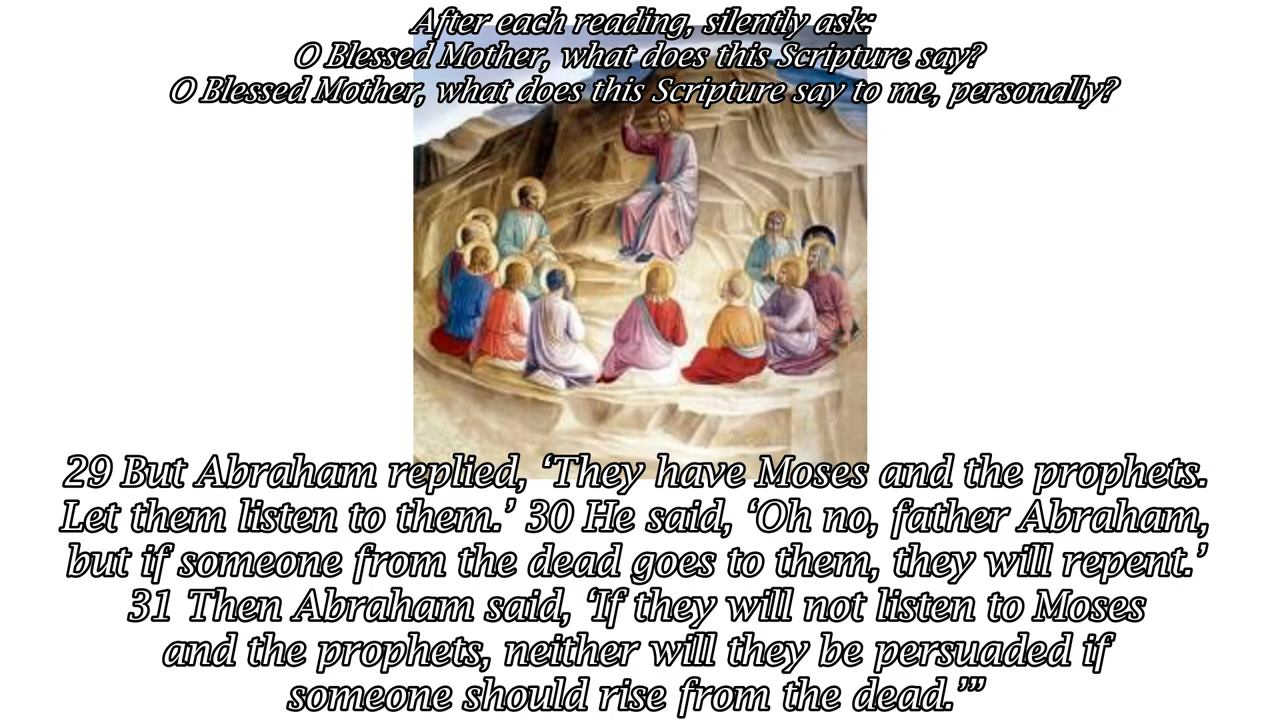 After each reading, silently ask:
O Blessed Mother, what does this Scripture say?
O Blessed Mother, what does this Scripture say to me, personally?
29 But Abraham replied, ‘They have Moses and the prophets.
Let them listen to them.’ 30 He said, ‘Oh no, father Abraham,
but if someone from the dead goes to them, they will repent.’
31 Then Abraham said, ‘If they will not listen to Moses
and the prophets, neither will they be persuaded if
someone should rise from the dead.’”